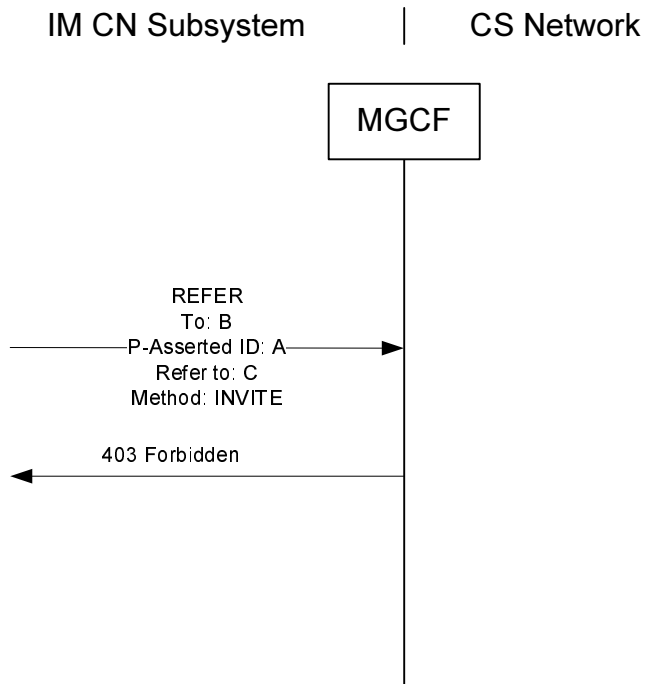 IM CN Subsystem | CS Network
MGCF
REFER
To: B
P-Asserted ID: A
Refer to: C
Method: INVITE
403 Forbidden